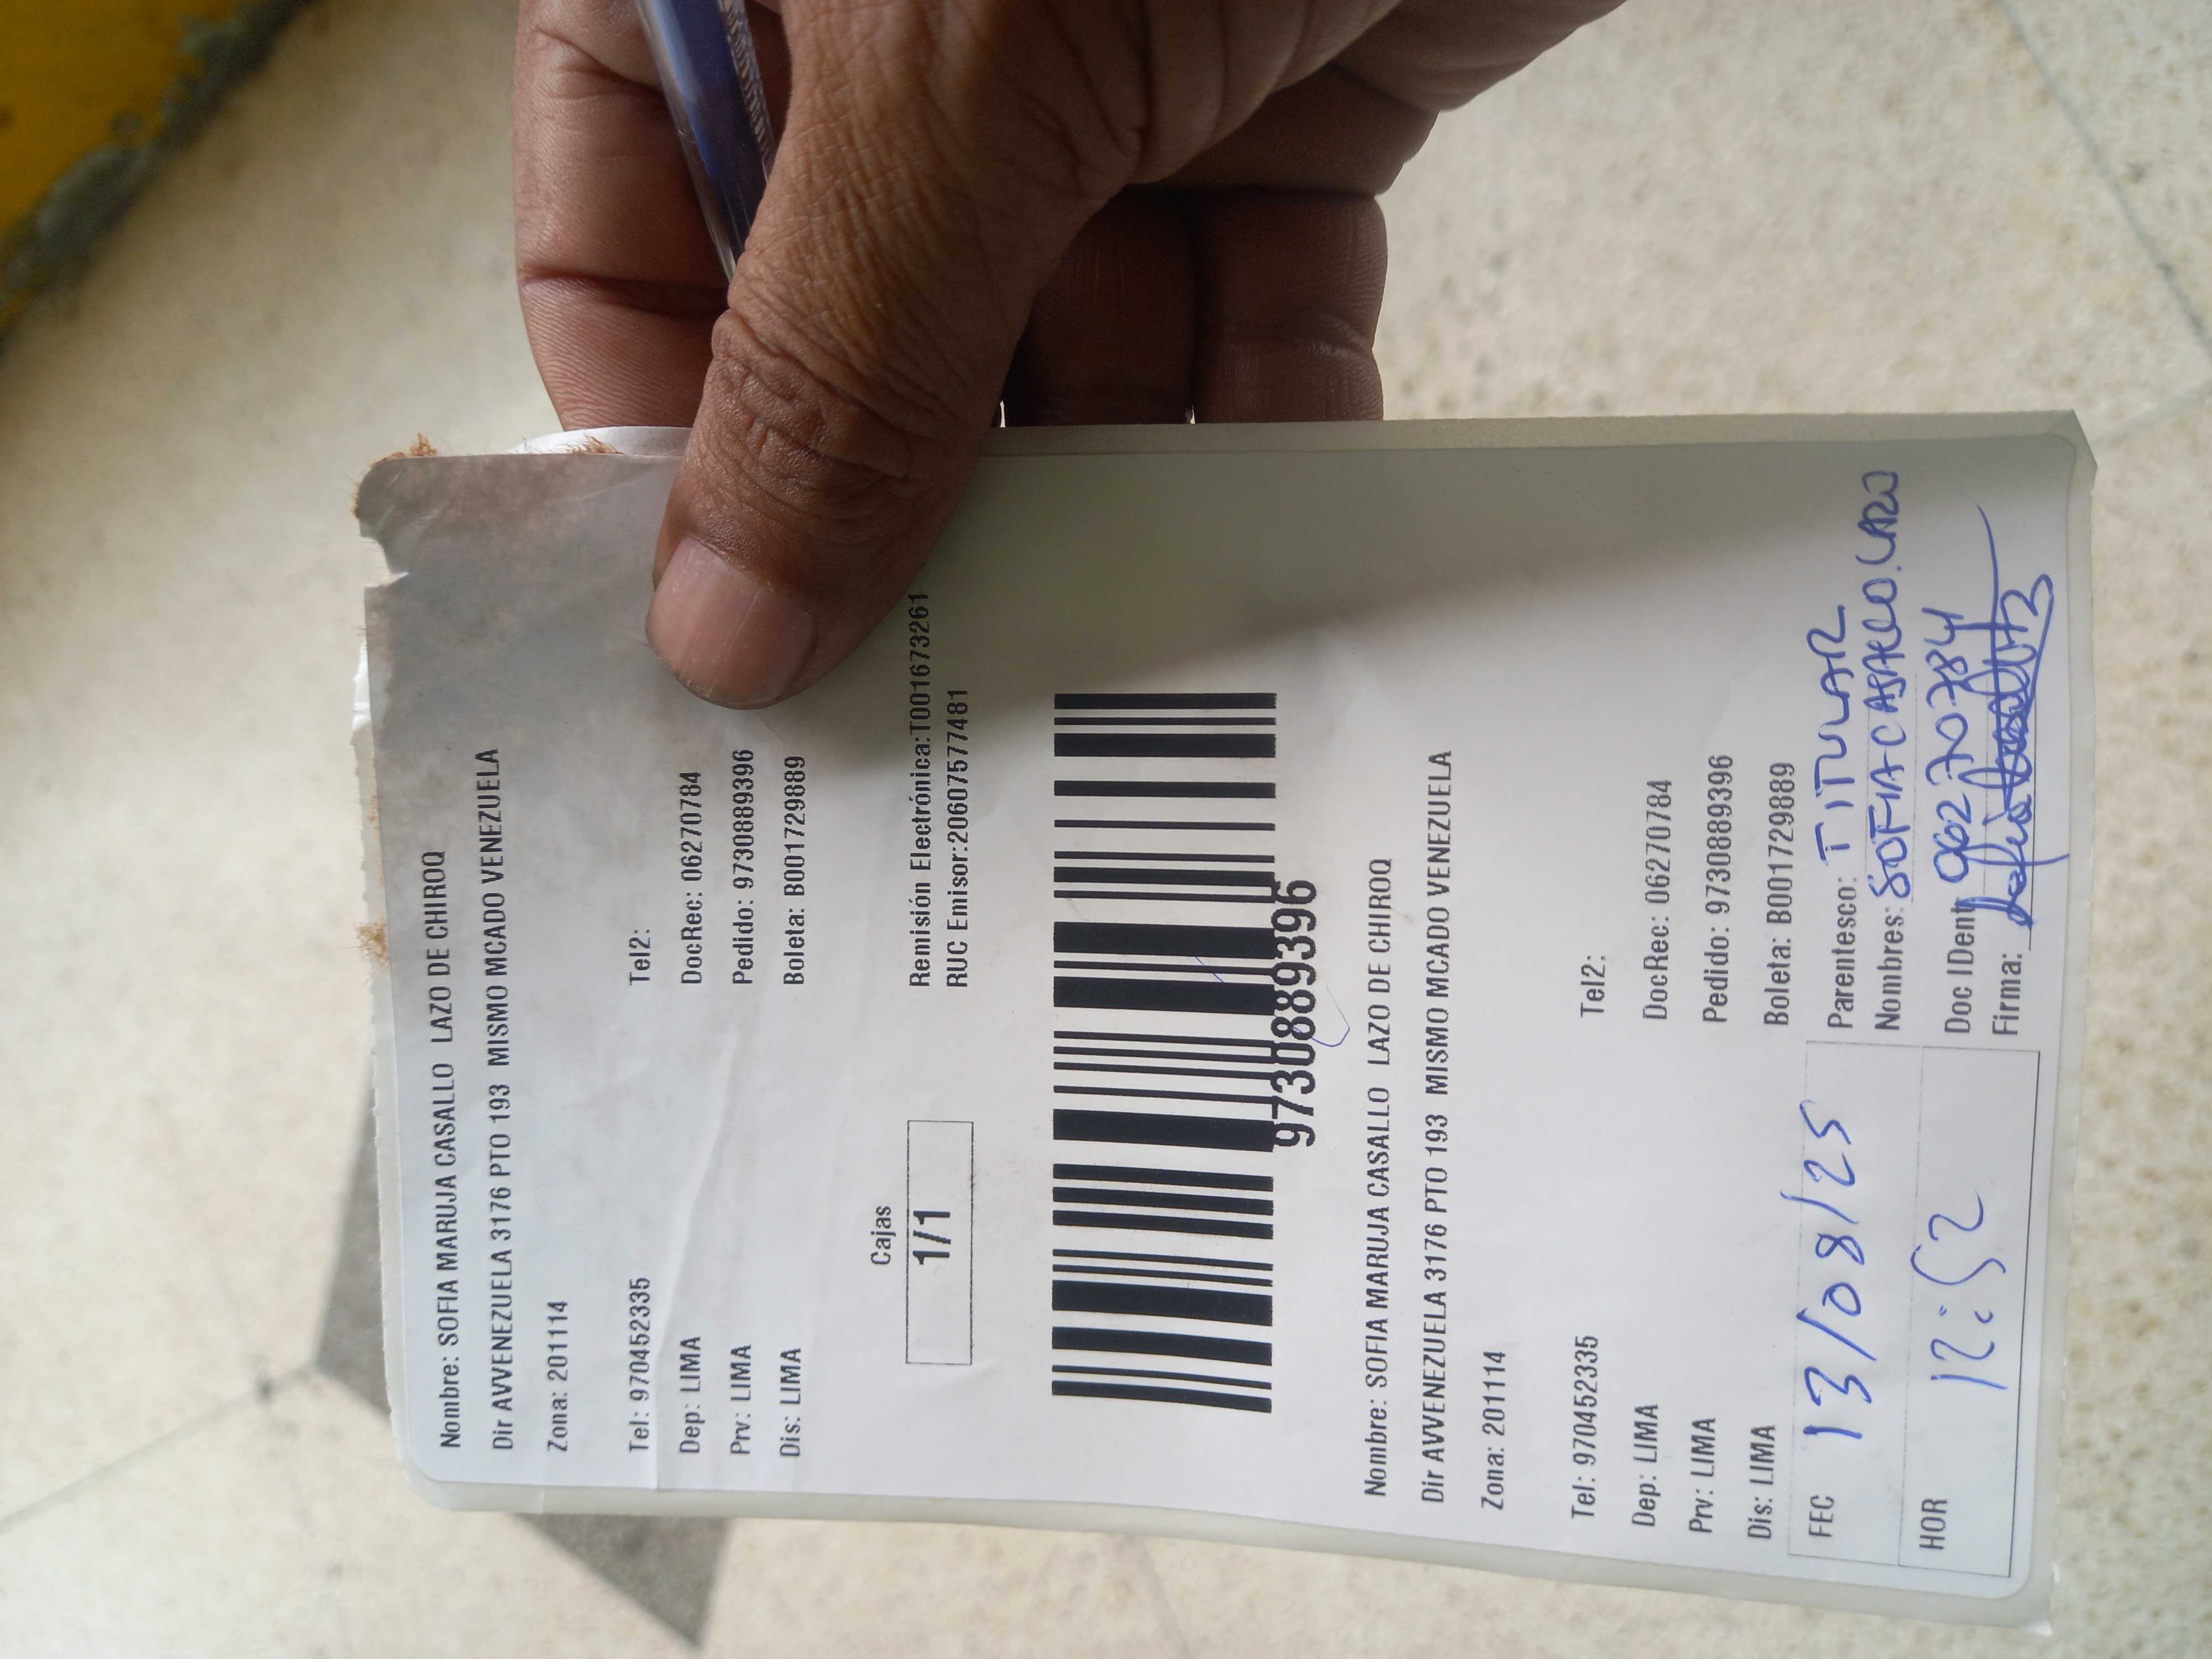 Nombre: SOFIA MARUJA CASALLO LAZO DE CHIROQ
Dir AVVENEZUELA 3176 PTO 193 MISMO MCADO VENEZUELA
Zona: 201114
Tel: 970452335 Tel2:
Dep: LIMA DocRec: 06270784
Prv: LIMA Pedido: 9730889396
Dis: LIMA Boleta: B001729889
Cajas
1/1
Remisión Electrónica:T001673261
RUC Emisor:20607577481
9730889396
Nombre: SOFIA MARUJA CASALLO LAZO DE CHIROQ
Dir AVVENEZUELA 3176 PTO 193 MISMO MCADO VENEZUELA
Zona: 201114
Tel: 970452335 Tel2:
Dep: LIMA DocRec: 06270784
Prv: LIMA Pedido: 9730889396
Dis: LIMA Boleta: B001729889
FEC 13/08/25
HOR 12:52
Parentesco: TITULAR
Nombres: SOFIA CASALLO.LAZO
Doc IDent 06270784
Firma: